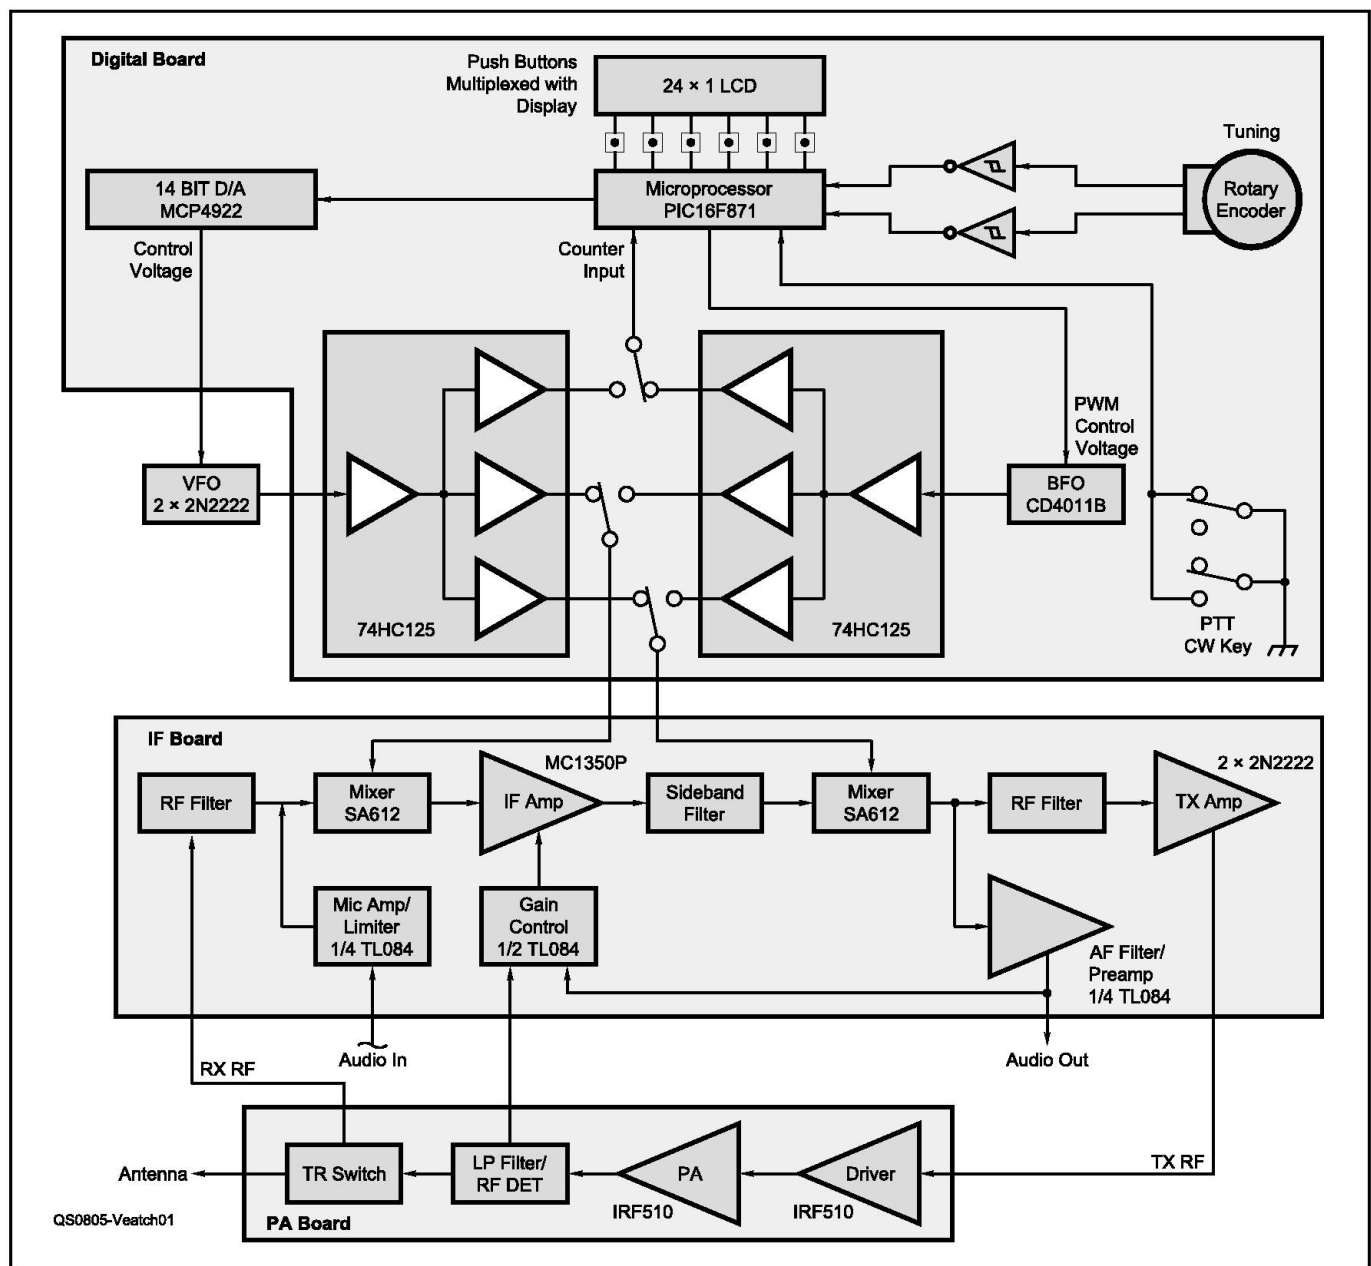 Digital Board
Push Buttons
Multiplexed with
Display
24 × 1 LCD
Tuning
Rotary
Encoder
14 BIT D/A
MCP4922
Microprocessor
PIC16F871
Control
Voltage
Counter
Input
PWM
Control
Voltage
VFO
2 × 2N2222
BFO
CD4011B
74HC125
74HC125
PTT
CW Key
IF Board
MC1350P
2 × 2N2222
RF Filter
Mixer
SA612
IF Amp
Sideband
Filter
Mixer
SA612
RF Filter
TX Amp
Mic Amp/
Limiter
1/4 TL084
Gain
Control
1/2 TL084
AF Filter/
Preamp
1/4 TL084
RX RF
Audio In
Audio Out
Antenna
TR Switch
LP Filter/
RF DET
PA
IRF510
Driver
IRF510
TX RF
PA Board
QS0805-Veatch01